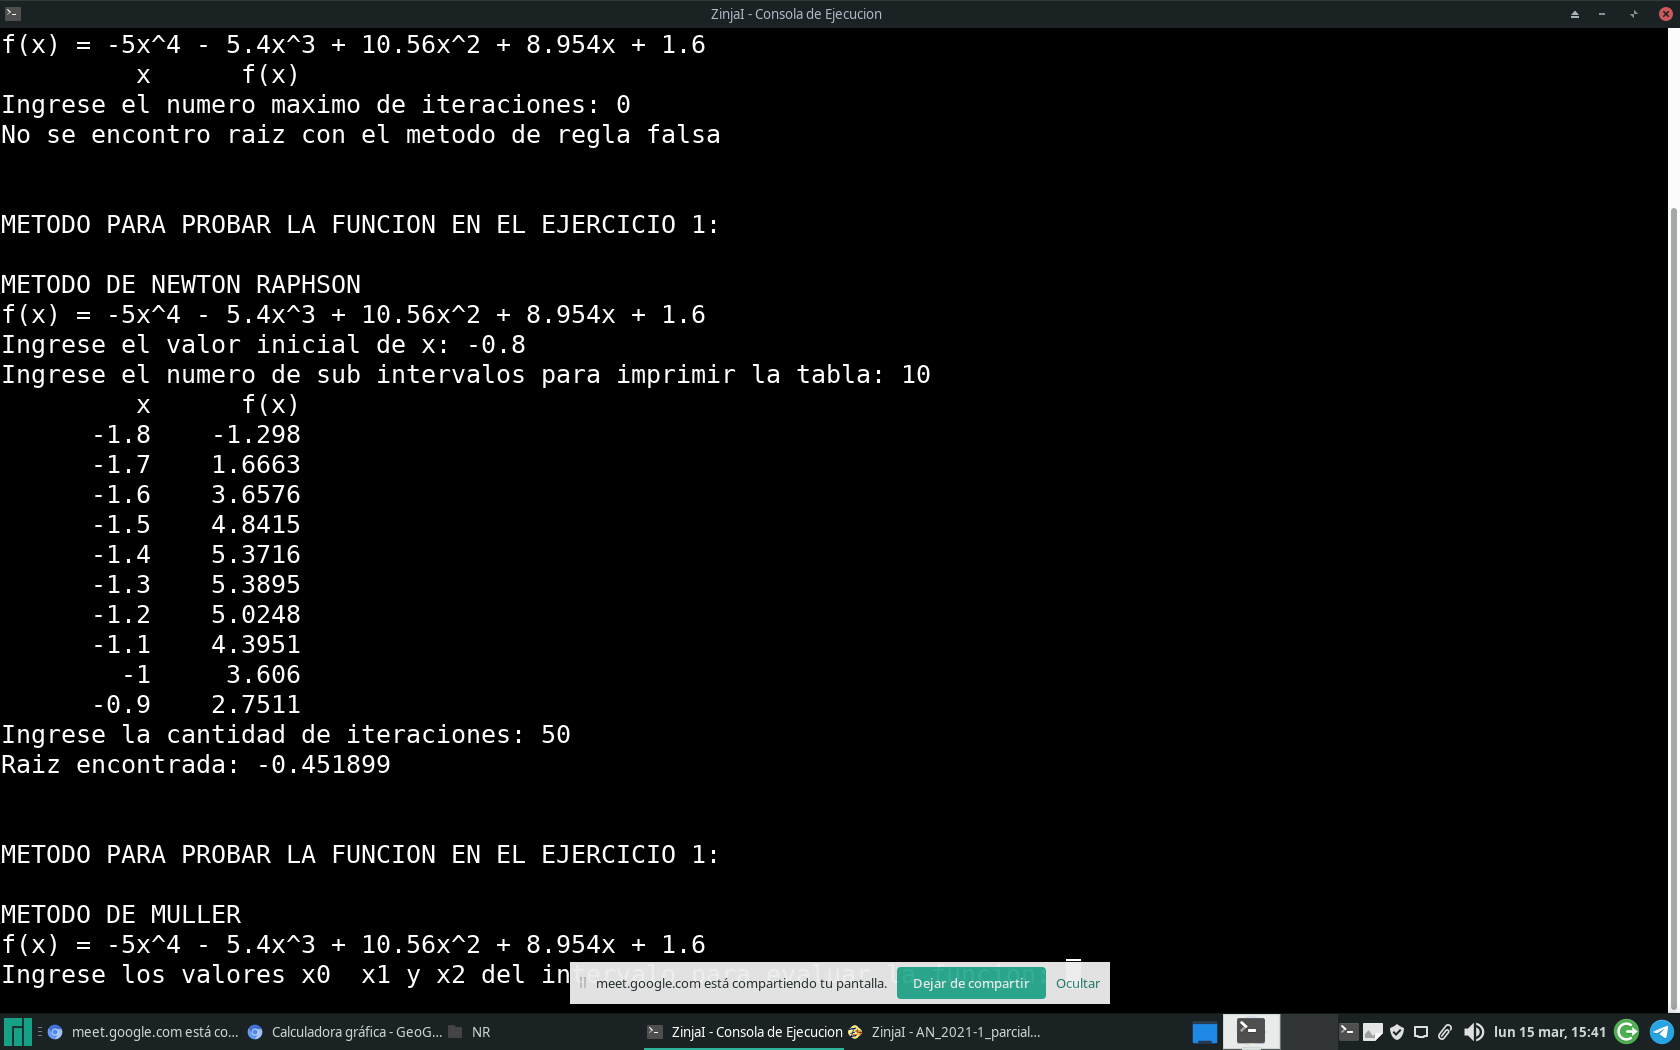 ZinjaI - Consola de Ejecucion
f(x) = -5x^4 - 5.4x^3 + 10.56x^2 + 8.954x + 1.6
x f(x)
Ingrese el numero maximo de iteraciones: 0
No se encontro raiz con el metodo de regla falsa
METODO PARA PROBAR LA FUNCION EN EL EJERCICIO 1:
METODO DE NEWTON RAPHSON
f(x) = -5x^4 - 5.4x^3 + 10.56x^2 + 8.954x + 1.6
Ingrese el valor inicial de x: -0.8
Ingrese el numero de sub intervalos para imprimir la tabla: 10
x f(x)
-1.8 -1.298
-1.7 1.6663
-1.6 3.6576
-1.5 4.8415
-1.4 5.3716
-1.3 5.3895
-1.2 5.0248
-1.1 4.3951
-1 3.606
-0.9 2.7511
Ingrese la cantidad de iteraciones: 50
Raiz encontrada: -0.451899
METODO PARA PROBAR LA FUNCION EN EL EJERCICIO 1:
METODO DE MULLER
f(x) = -5x^4 - 5.4x^3 + 10.56x^2 + 8.954x + 1.6
Ingrese los valores x0 x1 y x2 del intervalo para evaluar la funcion:
meet.google.com está compartiendo tu pantalla. Dejar de compartir Ocultar
meet.google.com está co... Calculadora gráfica - GeoG... NR ZinjaI - Consola de Ejecucion ZinjaI - AN_2021-1_parcial... lun 15 mar, 15:41